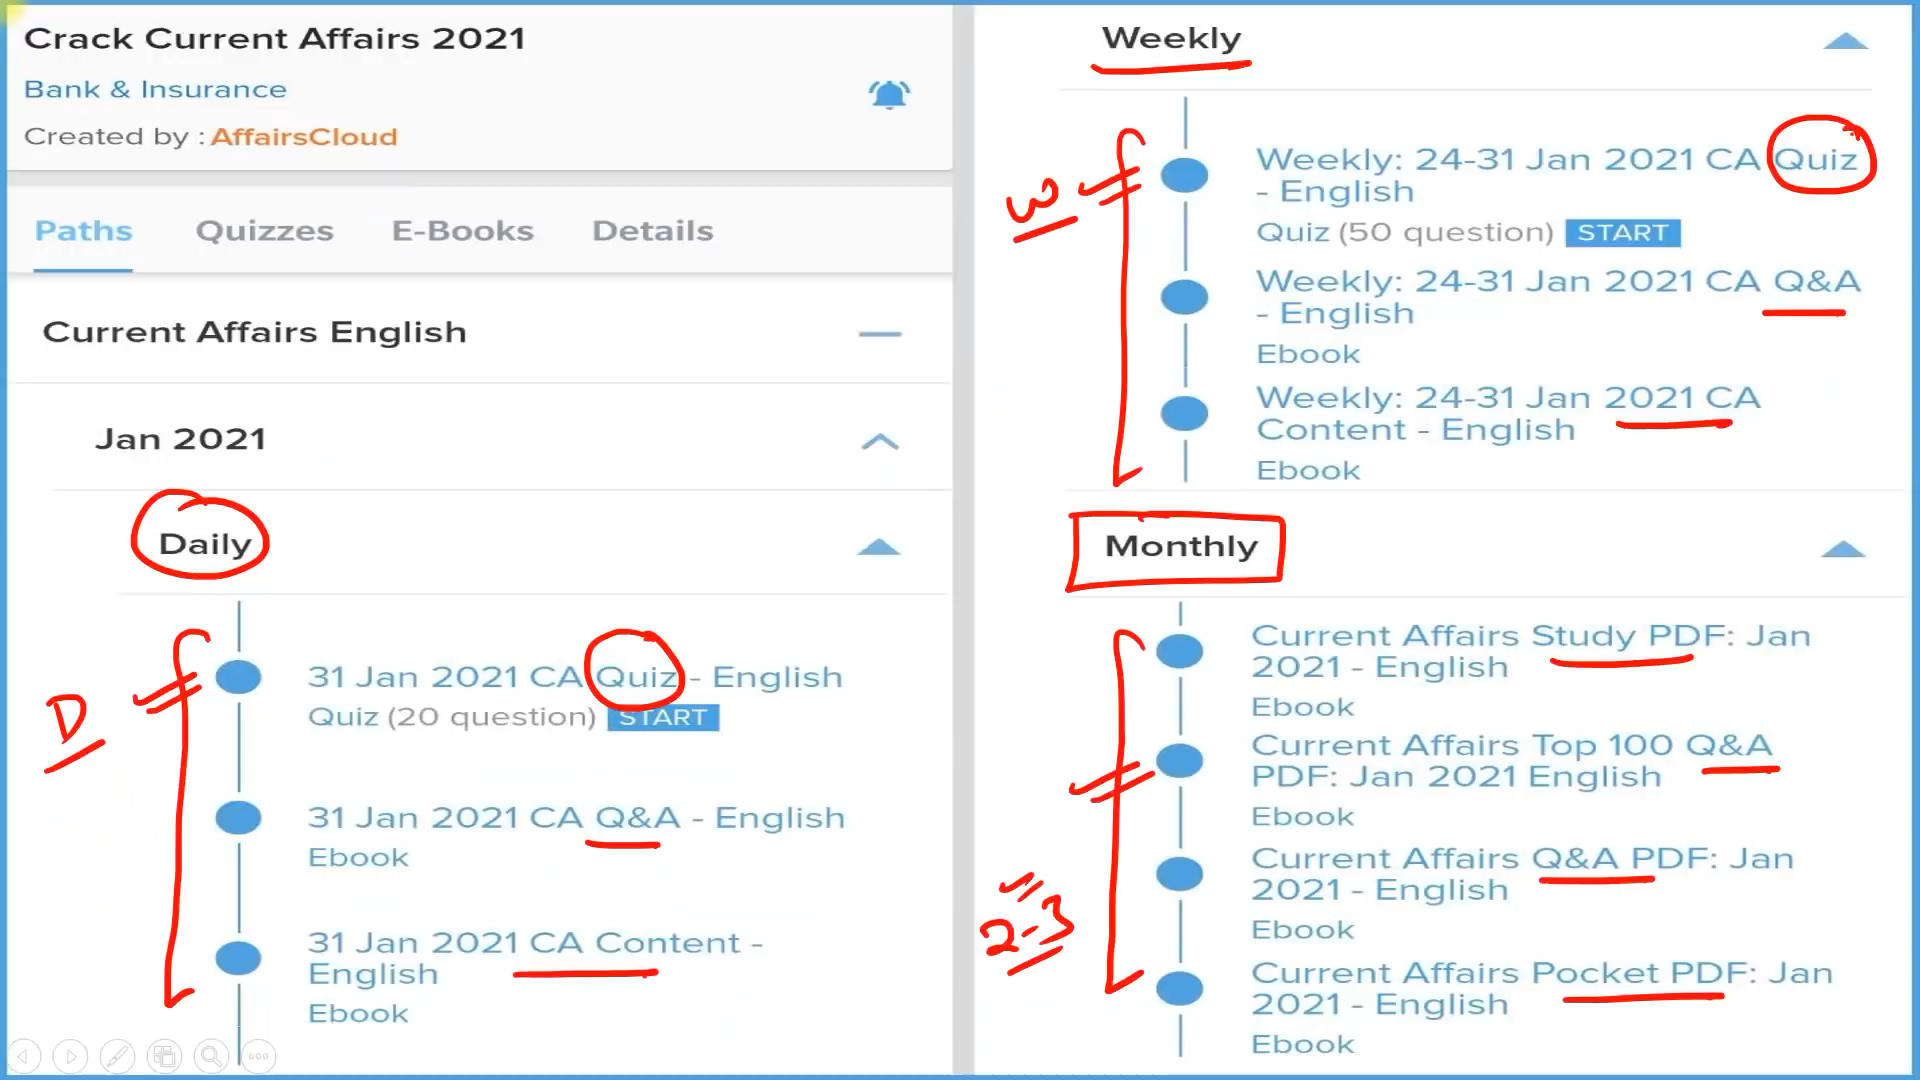 Crack Current Affairs 2021
Bank & Insurance
Created by : AffairsCloud
Paths
Quizzes
E-Books
Details
Current Affairs English
Jan 2021
Daily
D
31 Jan 2021 CA Quiz - English
Quiz (20 question) START
31 Jan 2021 CA Q&A - English
Ebook
31 Jan 2021 CA Content -
English
Ebook
Weekly
W
Weekly: 24-31 Jan 2021 CA Quiz
- English
Quiz (50 question) START
Weekly: 24-31 Jan 2021 CA Q&A
- English
Ebook
Weekly: 24-31 Jan 2021 CA
Content - English
Ebook
Monthly
Current Affairs Study PDF: Jan
2021 - English
Ebook
Current Affairs Top 100 Q&A
PDF: Jan 2021 English
Ebook
Current Affairs Q&A PDF: Jan
2021 - English
Ebook
2-3
Current Affairs Pocket PDF: Jan
2021 - English
Ebook